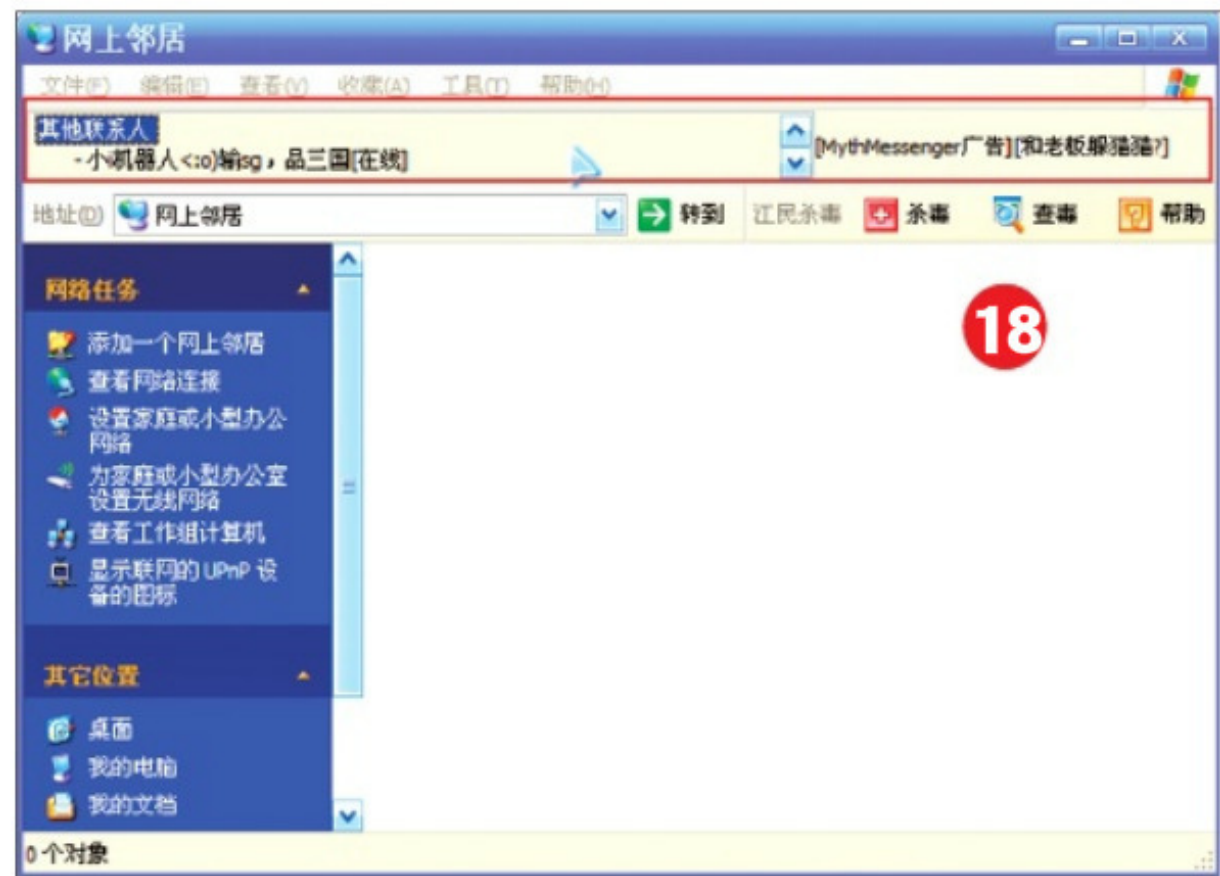 网上邻居
文件(F) 编辑(E) 查看(V) 收藏(A) 工具(T) 帮助(H)
其他联系人
- 小i机器人<:o)输sg，品三国[在线]
[MythMessenger广告][和老板躲猫猫?]
地址(D) 网上邻居 转到 江民杀毒 杀毒 查毒 帮助
网络任务
18
添加一个网上邻居
查看网络连接
设置家庭或小型办公
网络
为家庭或小型办公室
设置无线网络
查看工作组计算机
显示联网的 UPnP 设
备的图标
其它位置
桌面
我的电脑
我的文档
0 个对象